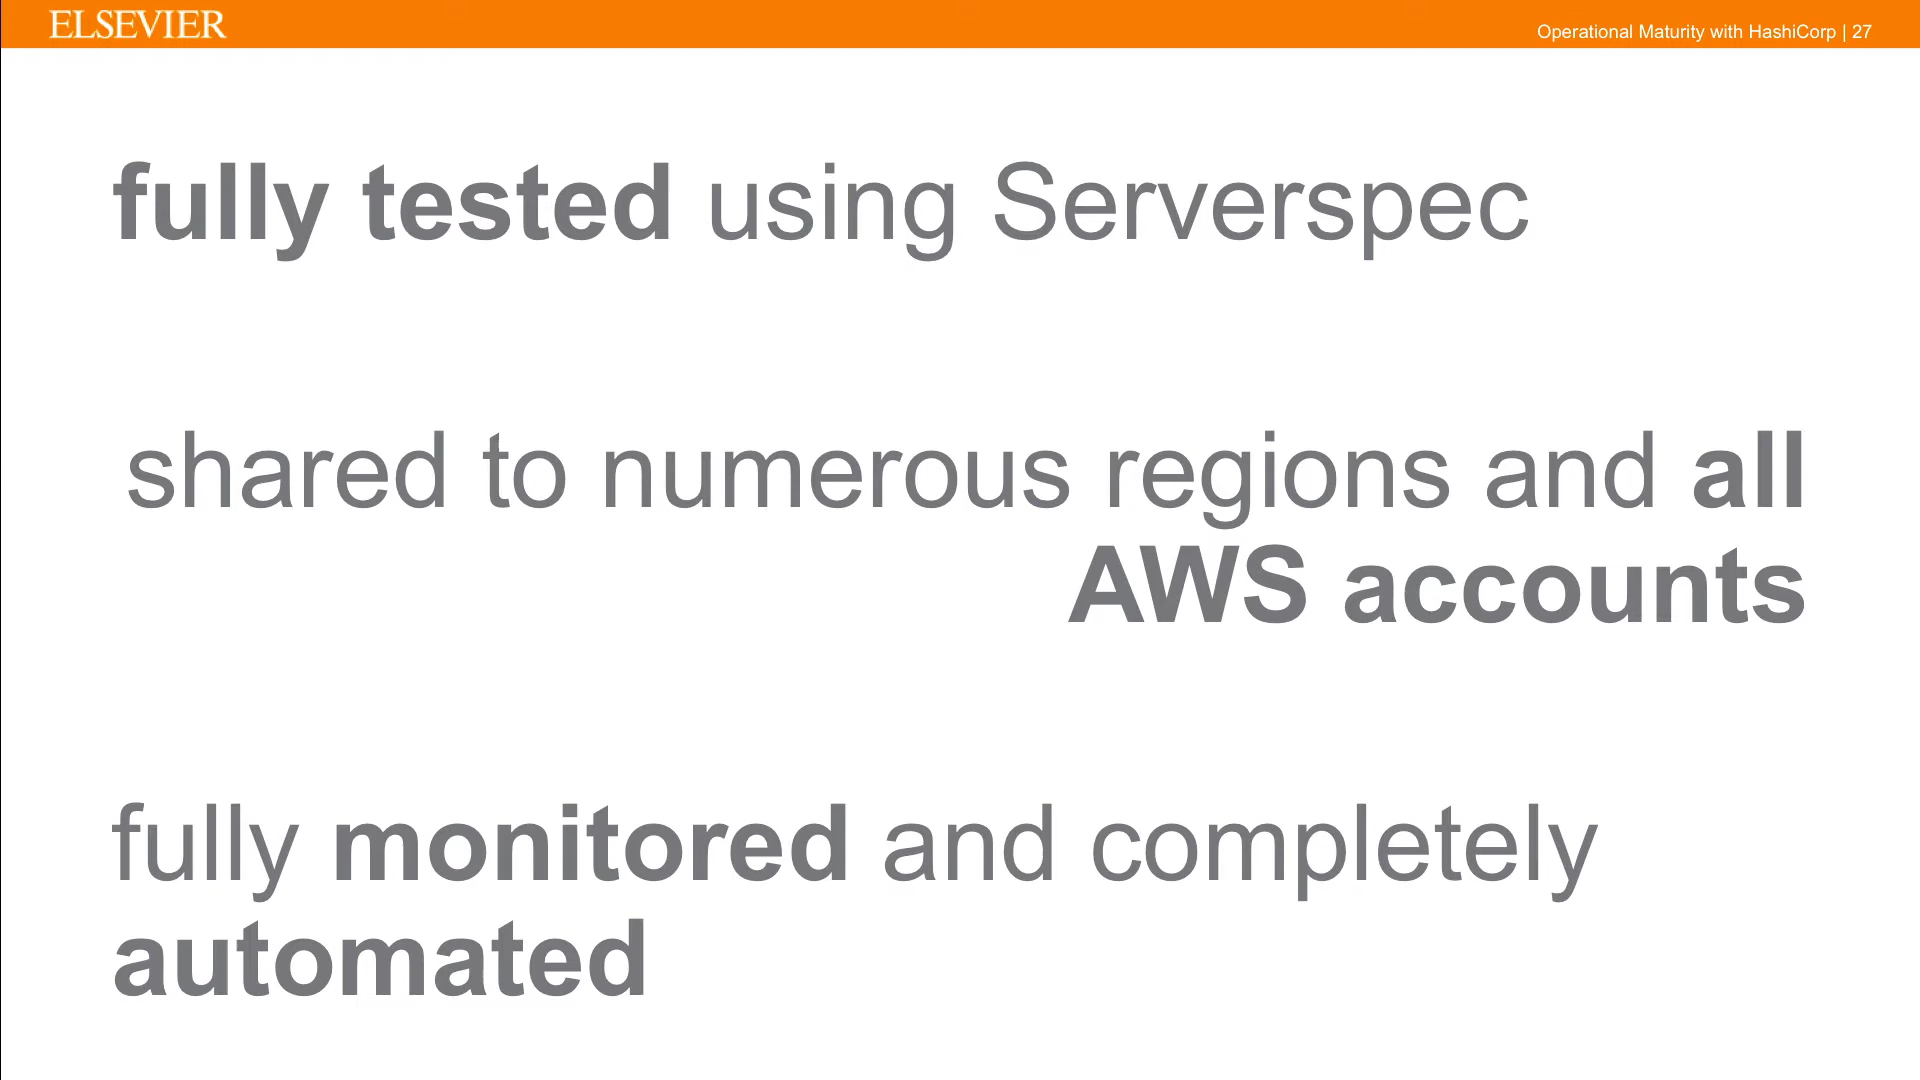 ELSEVIER
Operational Maturity with HashiCorp | 27
fully tested using Serverspec
shared to numerous regions and all
AWS accounts
fully monitored and completely
automated